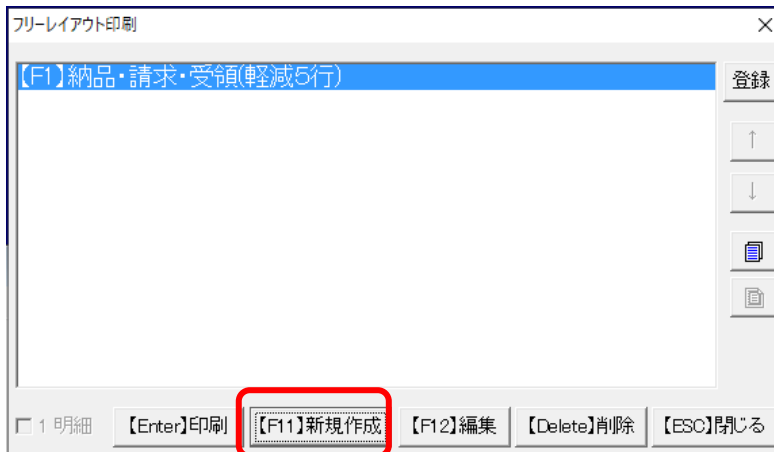 フリーレイアウト印刷
【F1】納品・請求・受領(軽減5行)
登録
↑
↓
1 明細 【Enter】印刷 【F11】新規作成 【F12】編集 【Delete】削除 【ESC】閉じる